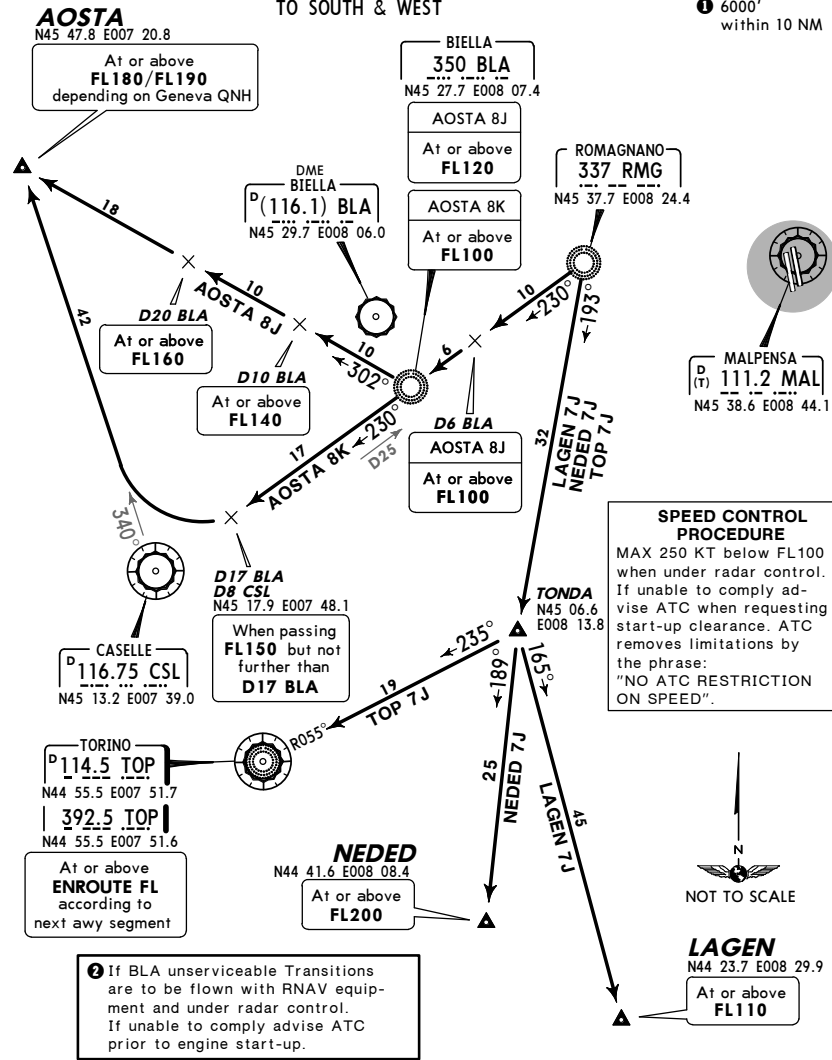 TO SOUTH & WEST
❶ 6000'
within 10 NM
AOSTA
N45 47.8 E007 20.8
At or above
FL180/FL190
depending on Geneva QNH
BIELLA
350 BLA
N45 27.7 E008 07.4
AOSTA 8J
At or above
FL120
AOSTA 8K
At or above
FL100
DME
BIELLA
D (116.1) BLA
N45 29.7 E008 06.0
ROMAGNANO
337 RMG
N45 37.7 E008 24.4
MALPENSA
D
(T) 111.2 MAL
N45 38.6 E008 44.1
18
10
AOSTA 8J
10
302°
D20 BLA
At or above
FL160
D10 BLA
At or above
FL140
10
230°
193°
6
D6 BLA
AOSTA 8J
At or above
FL100
42
230°
D25
17
AOSTA 8K
32
LAGEN 7J
NEDED 7J
TOP 7J
340°
D17 BLA
D8 CSL
N45 17.9 E007 48.1
When passing
FL150 but not
further than
D17 BLA
CASELLE
D 116.75 CSL
N45 13.2 E007 39.0
SPEED CONTROL
PROCEDURE
MAX 250 KT below FL100
when under radar control.
If unable to comply ad-
vise ATC when requesting
start-up clearance. ATC
removes limitations by
the phrase:
"NO ATC RESTRICTION
ON SPEED".
TONDA
N45 06.6
E008 13.8
235°
189°
165°
19
TOP 7J
R055°
TORINO
D 114.5 TOP
N44 55.5 E007 51.7
392.5 TOP
N44 55.5 E007 51.6
At or above
ENROUTE FL
according to
next awy segment
25
NEDED 7J
45
LAGEN 7J
NEDED
N44 41.6 E008 08.4
At or above
FL200
N
NOT TO SCALE
LAGEN
N44 23.7 E008 29.9
At or above
FL110
❷ If BLA unserviceable Transitions
are to be flown with RNAV equip-
ment and under radar control.
If unable to comply advise ATC
prior to engine start-up.